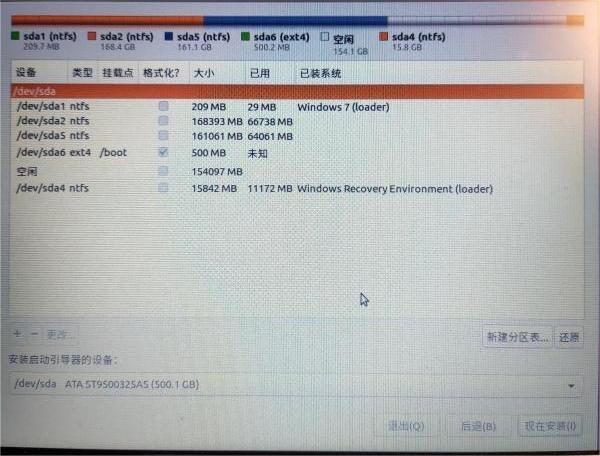 sda1 (ntfs) sda2 (ntfs) sda5 (ntfs) sda6 (ext4) 空闲 sda4 (ntfs)
209.7 MB 168.4 GB 161.1 GB 500.2 MB 154.1 GB 15.8 GB
设备 类型 挂载点 格式化? 大小 已用 已装系统
/dev/sda
/dev/sda1 ntfs 209 MB 29 MB Windows 7 (loader)
/dev/sda2 ntfs 168393 MB 66738 MB
/dev/sda5 ntfs 161061 MB 64061 MB
/dev/sda6 ext4 /boot 500 MB 未知
空闲 154097 MB
/dev/sda4 ntfs 15842 MB 11172 MB Windows Recovery Environment (loader)
+ - 更改... 新建分区表... 还原
安装启动引导器的设备:
/dev/sda ATA ST9500325AS (500.1 GB)
退出(Q) 后退(B) 现在安装(I)